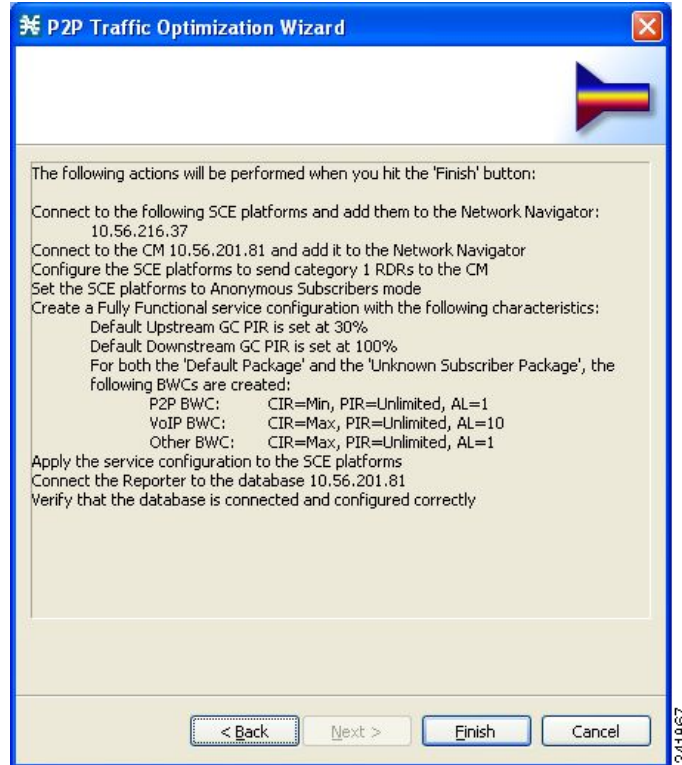 P2P Traffic Optimization Wizard
The following actions will be performed when you hit the 'Finish' button:
Connect to the following SCE platforms and add them to the Network Navigator:
10.56.216.37
Connect to the CM 10.56.201.81 and add it to the Network Navigator
Configure the SCE platforms to send category 1 RDRs to the CM
Set the SCE platforms to Anonymous Subscribers mode
Create a Fully Functional service configuration with the following characteristics:
Default Upstream GC PIR is set at 30%
Default Downstream GC PIR is set at 100%
For both the 'Default Package' and the 'Unknown Subscriber Package', the
following BWCs are created:
P2P BWC: CIR=Min, PIR=Unlimited, AL=1
VoIP BWC: CIR=Max, PIR=Unlimited, AL=10
Other BWC: CIR=Max, PIR=Unlimited, AL=1
Apply the service configuration to the SCE platforms
Connect the Reporter to the database 10.56.201.81
Verify that the database is connected and configured correctly
< Back Next > Finish Cancel
341967